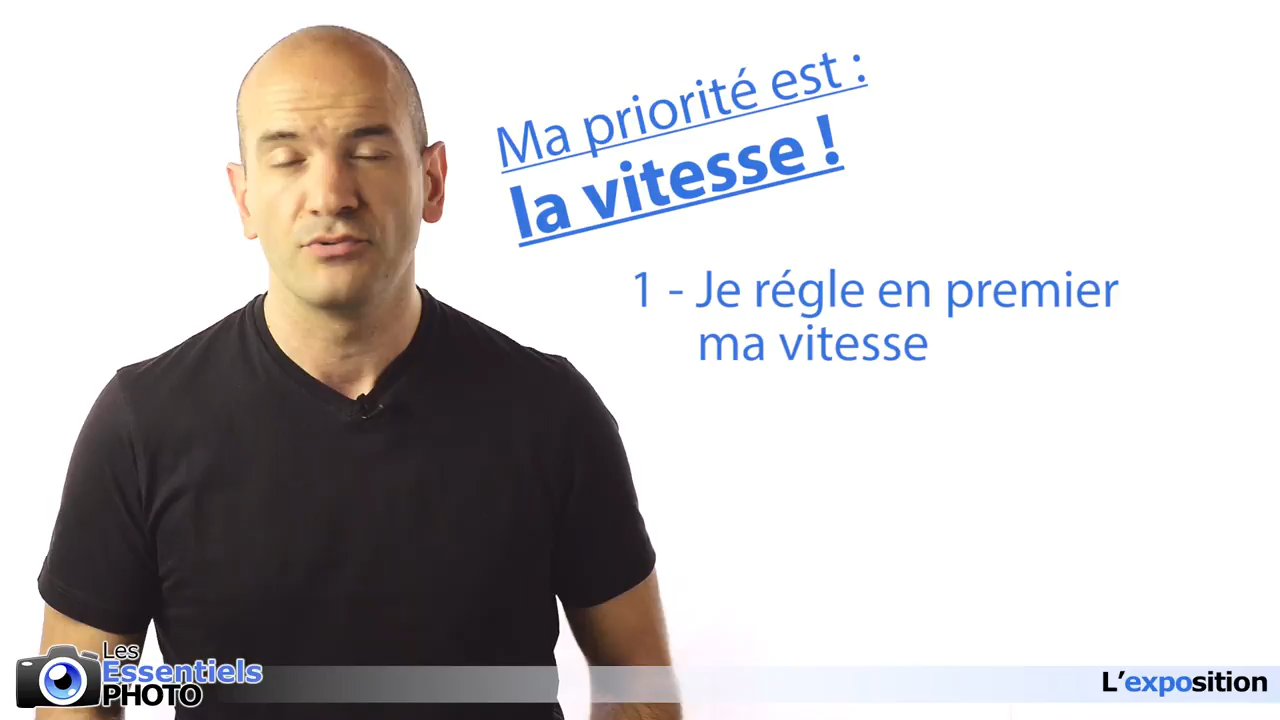 Ma priorité est :
la vitesse !
1 - Je régle en premier
ma vitesse
Les
Essentiels
PHOTO
L'exposition